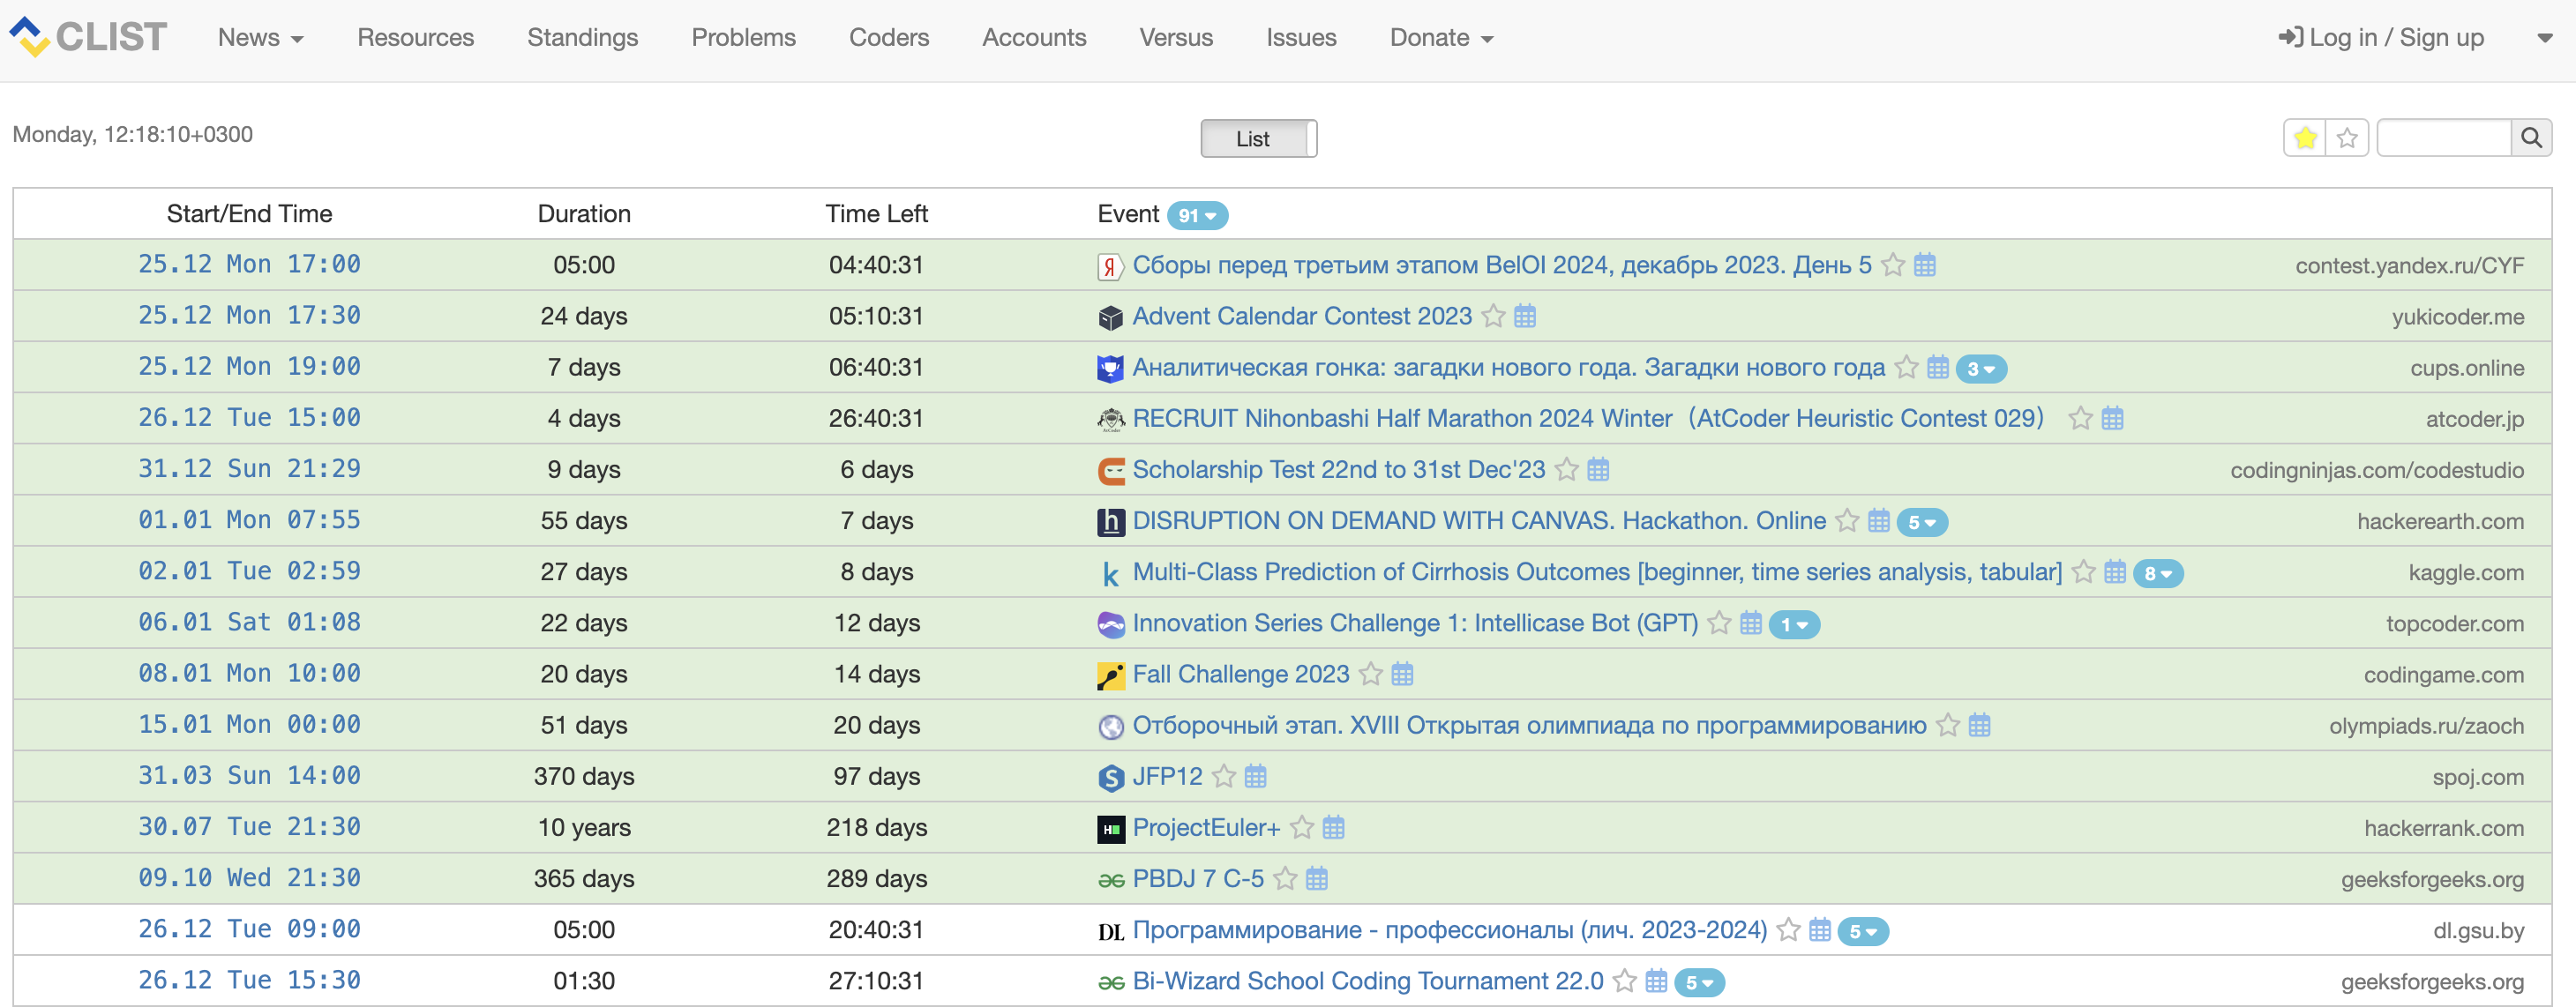 CLIST News Resources Standings Problems Coders Accounts Versus Issues Donate Log in / Sign up
Monday, 12:18:10+0300 List
Start/End Time Duration Time Left Event 91
25.12 Mon 17:00 05:00 04:40:31 Я Сборы перед третьим этапом BelOI 2024, декабрь 2023. День 5 contest.yandex.ru/CYF
25.12 Mon 17:30 24 days 05:10:31 Advent Calendar Contest 2023 yukicoder.me
25.12 Mon 19:00 7 days 06:40:31 Аналитическая гонка: загадки нового года. Загадки нового года 3 cups.online
26.12 Tue 15:00 4 days 26:40:31 RECRUIT Nihonbashi Half Marathon 2024 Winter（AtCoder Heuristic Contest 029） atcoder.jp
31.12 Sun 21:29 9 days 6 days Scholarship Test 22nd to 31st Dec'23 codingninjas.com/codestudio
01.01 Mon 07:55 55 days 7 days h DISRUPTION ON DEMAND WITH CANVAS. Hackathon. Online 5 hackerearth.com
02.01 Tue 02:59 27 days 8 days k Multi-Class Prediction of Cirrhosis Outcomes [beginner, time series analysis, tabular] 8 kaggle.com
06.01 Sat 01:08 22 days 12 days Innovation Series Challenge 1: Intellicase Bot (GPT) 1 topcoder.com
08.01 Mon 10:00 20 days 14 days Fall Challenge 2023 codingame.com
15.01 Mon 00:00 51 days 20 days Отборочный этап. XVIII Открытая олимпиада по программированию olympiads.ru/zaoch
31.03 Sun 14:00 370 days 97 days S JFP12 spoj.com
30.07 Tue 21:30 10 years 218 days H ProjectEuler+ hackerrank.com
09.10 Wed 21:30 365 days 289 days PBDJ 7 C-5 geeksforgeeks.org
26.12 Tue 09:00 05:00 20:40:31 DL Программирование - профессионалы (лич. 2023-2024) 5 dl.gsu.by
26.12 Tue 15:30 01:30 27:10:31 Bi-Wizard School Coding Tournament 22.0 5 geeksforgeeks.org